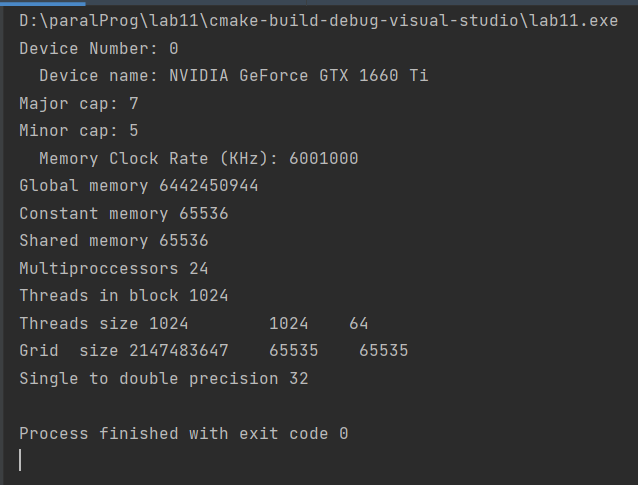 D:\paralProg\lab11\cmake-build-debug-visual-studio\lab11.exe
Device Number: 0
  Device name: NVIDIA GeForce GTX 1660 Ti
Major cap: 7
Minor cap: 5
  Memory Clock Rate (KHz): 6001000
Global memory 6442450944
Constant memory 65536
Shared memory 65536
Multiproccessors 24
Threads in block 1024
Threads size 1024        1024    64
Grid  size 2147483647    65535    65535
Single to double precision 32

Process finished with exit code 0